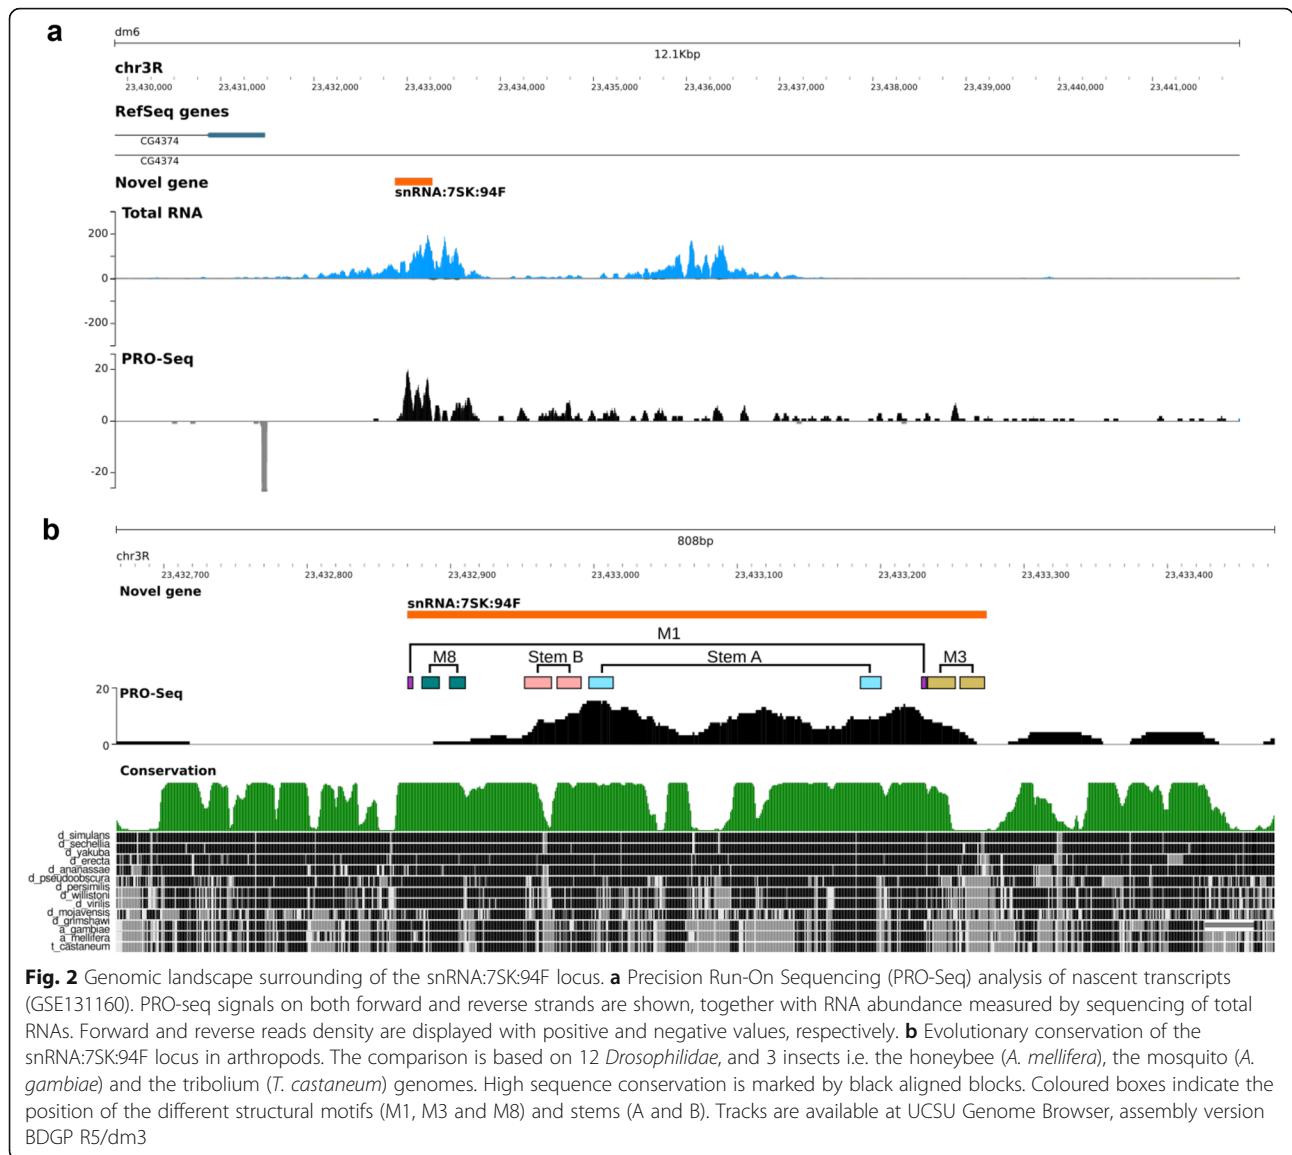 a
dm6
12.1Kbp
chr3R
23,430,000 23,431,000 23,432,000 23,433,000 23,434,000 23,435,000 23,436,000 23,437,000 23,438,000 23,439,000 23,440,000 23,441,000
RefSeq genes
CG4374
CG4374
Novel gene
snRNA:7SK:94F
Total RNA
200
0
-200
PRO-Seq
20
0
-20
b
808bp
chr3R
23,432,700 23,432,800 23,432,900 23,433,000 23,433,100 23,433,200 23,433,300 23,433,400
Novel gene
snRNA:7SK:94F
M1
M8 Stem B Stem A M3
20
PRO-Seq
0
Conservation
d_simulans
d_sechellia
d_yakuba
d_erecta
d_ananassae
d_pseudoobscura
d_persimilis
d_willistoni
d_virilis
d_mojavensis
d_grimshawi
a_gambiae
a_mellifera
t_castaneum
Fig. 2 Genomic landscape surrounding of the snRNA:7SK:94F locus. a Precision Run-On Sequencing (PRO-Seq) analysis of nascent transcripts
(GSE131160). PRO-seq signals on both forward and reverse strands are shown, together with RNA abundance measured by sequencing of total
RNAs. Forward and reverse reads density are displayed with positive and negative values, respectively. b Evolutionary conservation of the
snRNA:7SK:94F locus in arthropods. The comparison is based on 12 Drosophilidae, and 3 insects i.e. the honeybee (A. mellifera), the mosquito (A.
gambiae) and the tribolium (T. castaneum) genomes. High sequence conservation is marked by black aligned blocks. Coloured boxes indicate the
position of the different structural motifs (M1, M3 and M8) and stems (A and B). Tracks are available at UCSU Genome Browser, assembly version
BDGP R5/dm3